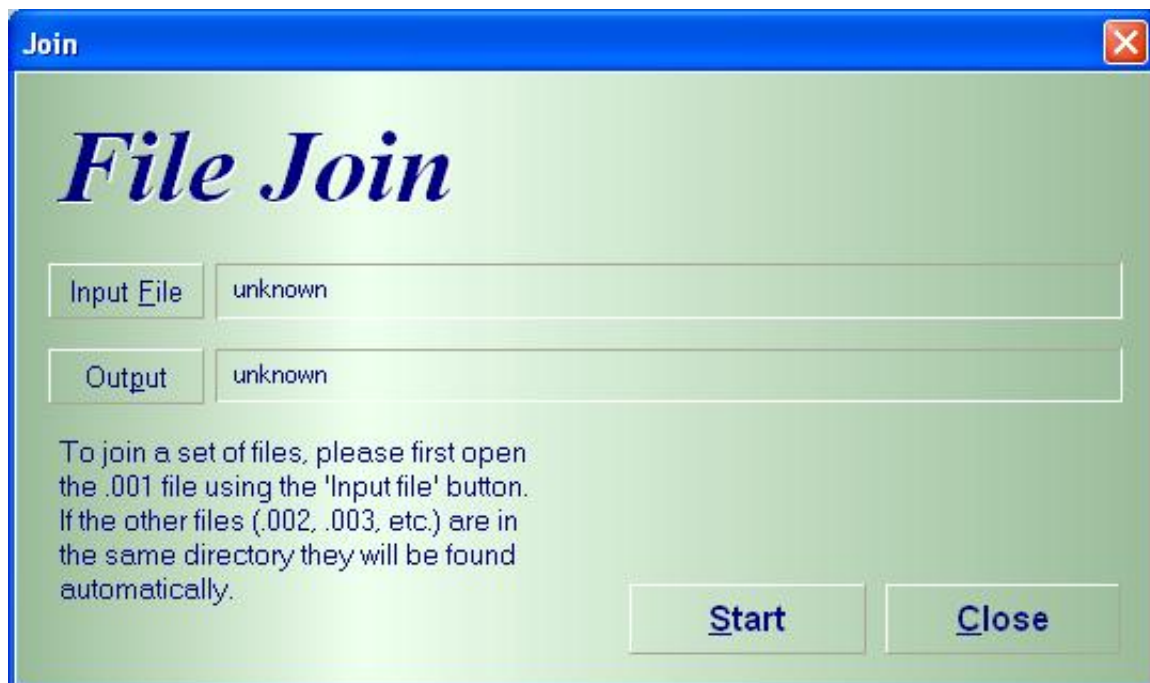 Join
File Join
Input File
unknown
Output
unknown
To join a set of files, please first open
the .001 file using the 'Input file' button.
If the other files (.002, .003, etc.) are in
the same directory they will be found
automatically.
Start
Close